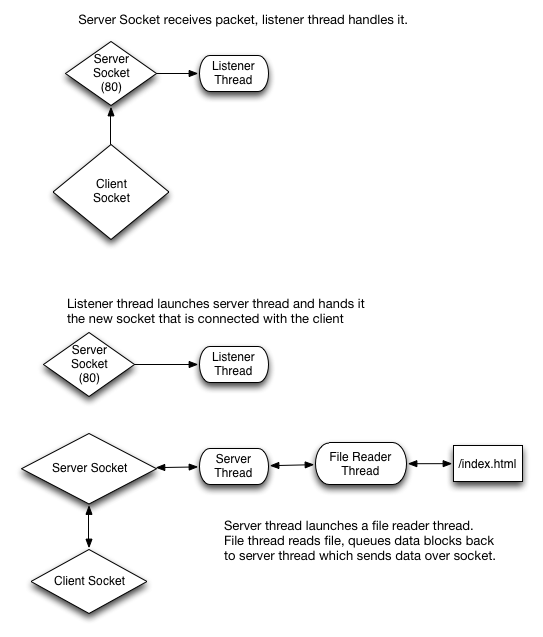 Server Socket receives packet, listener thread handles it.
Server
Socket
(80)
Listener
Thread
Client
Socket
Listener thread launches server thread and hands it
the new socket that is connected with the client
Server
Socket
(80)
Listener
Thread
Server Socket
Server
Thread
File Reader
Thread
/index.html
Server thread launches a file reader thread.
File thread reads file, queues data blocks back
to server thread which sends data over socket.
Client Socket